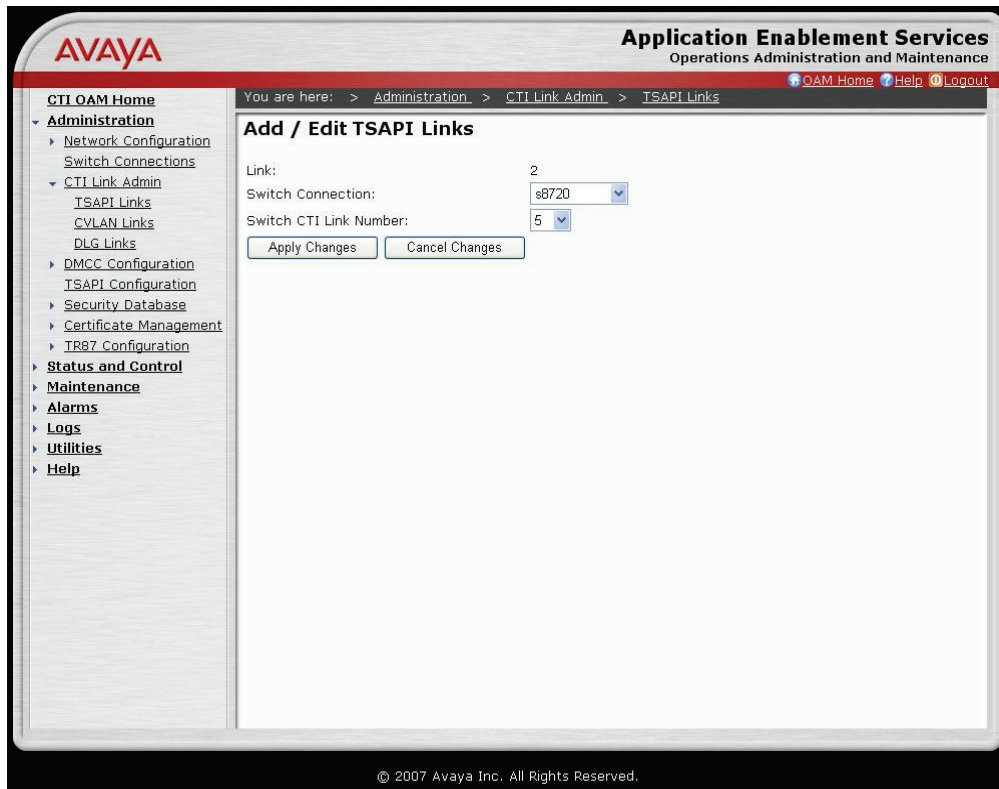 AVAYA
Application Enablement Services
Operations Administration and Maintenance
OAM Home Help Logout
CTI OAM Home
Administration
Network Configuration
Switch Connections
CTI Link Admin
TSAPI Links
CVLAN Links
DLG Links
DMCC Configuration
TSAPI Configuration
Security Database
Certificate Management
TR87 Configuration
Status and Control
Maintenance
Alarms
Logs
Utilities
Help
You are here: > Administration > CTI Link Admin > TSAPI Links
Add / Edit TSAPI Links
Link: 2
Switch Connection: s8720
Switch CTI Link Number: 5
Apply Changes Cancel Changes
© 2007 Avaya Inc. All Rights Reserved.